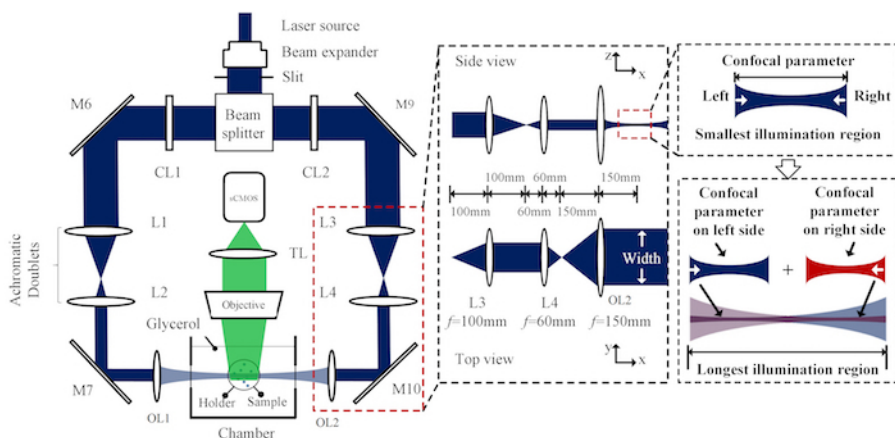 Laser source
Beam expander
Slit
M6
Beam
splitter
M9
CL1
CL2
sCMOS
L1
L3
TL
Achromatic
Doublets
L2
Objective
L4
Glycerol
M7
OL1
Holder
Sample
OL2
M10
Chamber
Side view
z
x
100mm
60mm
150mm
100mm
60mm
150mm
Width
L3
L4
OL2
f=100mm
f=60mm
f=150mm
Top view
y
x
Confocal parameter
Left
Right
Smallest illumination region
Confocal
parameter
on left side
Confocal
parameter
on right side
+
Longest illumination region